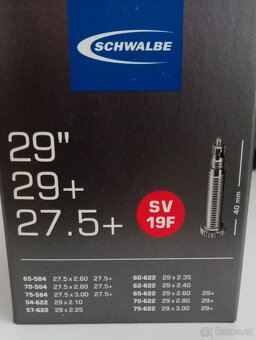 SCHWALBE
29"
29+
27.5+
SV
19F
40 mm
65-584 27.5 x 2.60 27.5+
70-584 27.5 x 2.80 27.5+
75-584 27.5 x 3.00 27.5+
54-622 29 x 2.10
57-622 29 x 2.25
60-622 29 x 2.35
62-622 29 x 2.40
65-622 29 x 2.60 29+
70-622 29 x 2.80 29+
75-622 29 x 3.00 29+
Bazos.cz